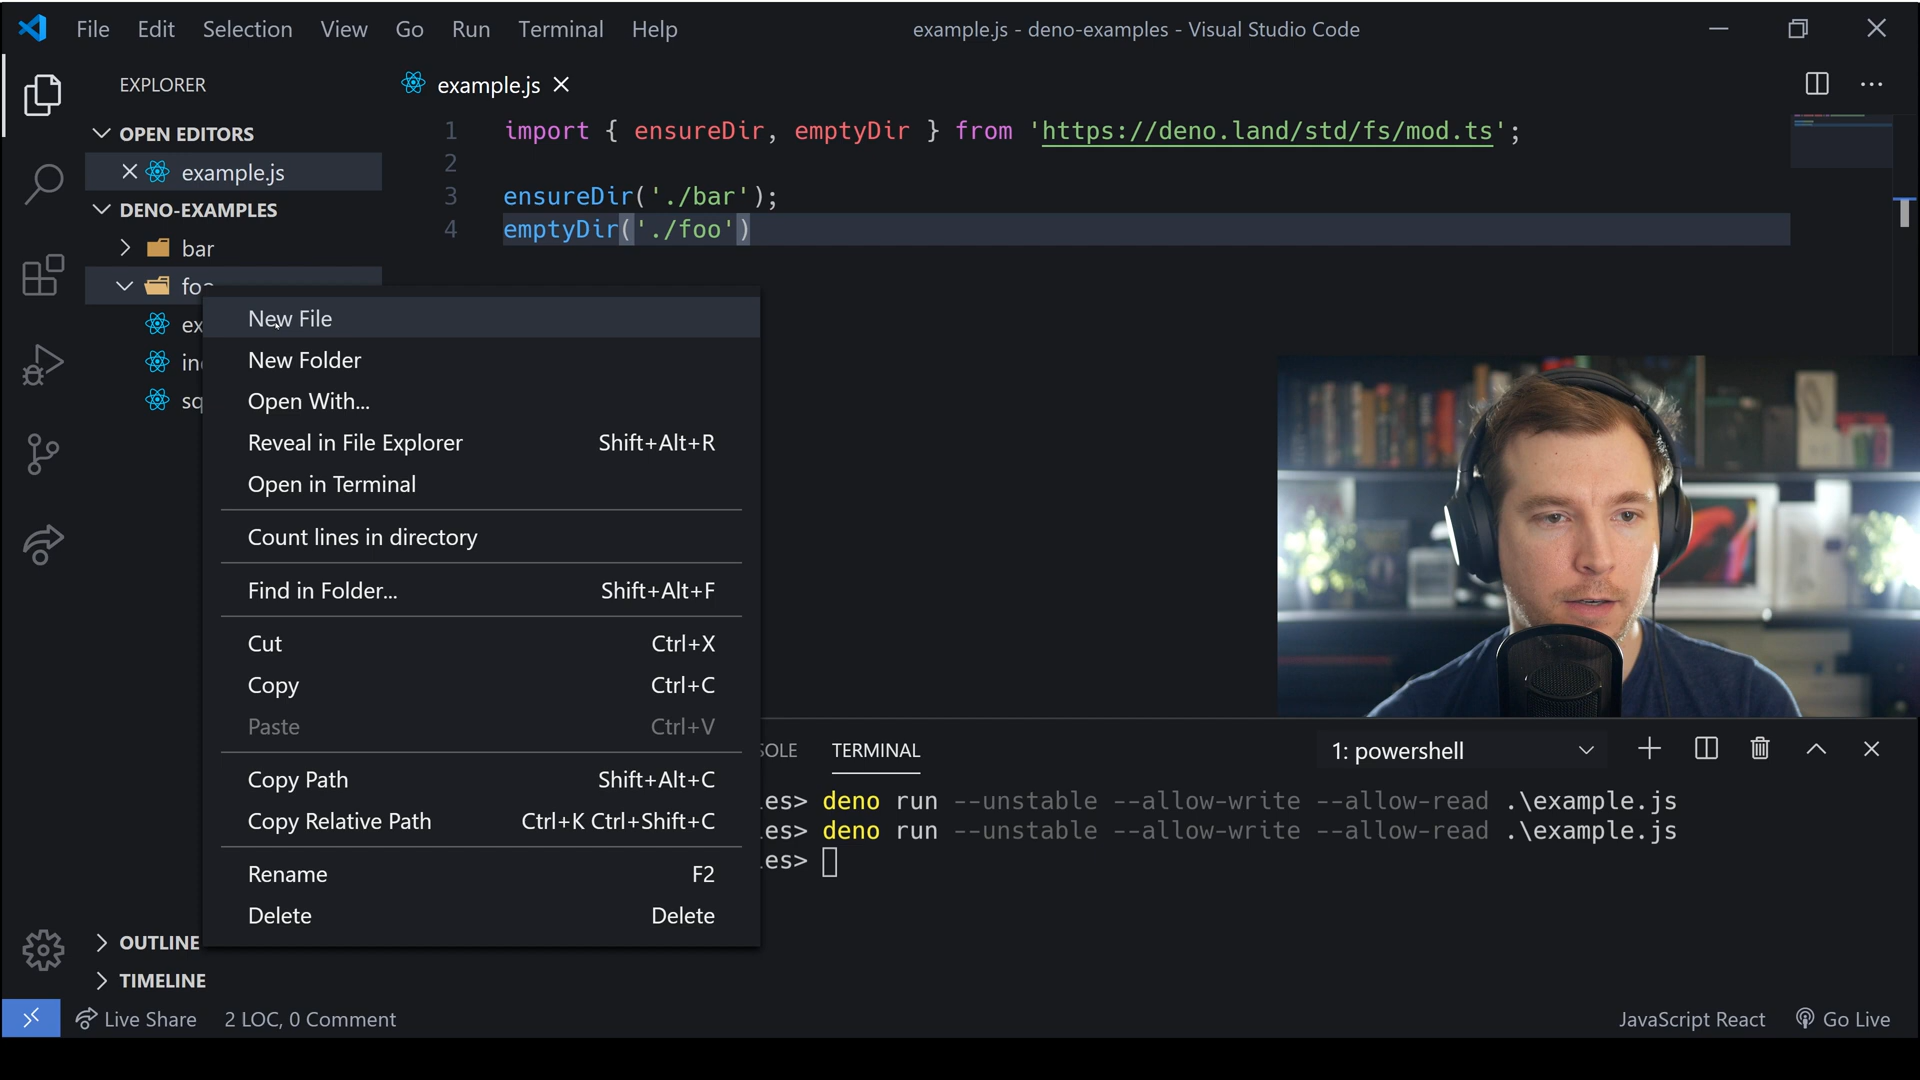 File Edit Selection View Go Run Terminal Help
example.js - deno-examples - Visual Studio Code
EXPLORER
OPEN EDITORS
example.js
DENO-EXAMPLES
bar
example.js
1 import { ensureDir, emptyDir } from 'https://deno.land/std/fs/mod.ts';
2
3 ensureDir('./bar');
4 emptyDir('./foo')
New File
New Folder
Open With...
Reveal in File Explorer Shift+Alt+R
Open in Terminal
Count lines in directory
Find in Folder... Shift+Alt+F
Cut Ctrl+X
Copy Ctrl+C
Paste Ctrl+V
Copy Path Shift+Alt+C
Copy Relative Path Ctrl+K Ctrl+Shift+C
Rename F2
Delete Delete
OUTLINE
TIMELINE
TERMINAL
1: powershell
es> deno run --unstable --allow-write --allow-read .\example.js
es> deno run --unstable --allow-write --allow-read .\example.js
es>
Live Share 2 LOC, 0 Comment
JavaScript React Go Live